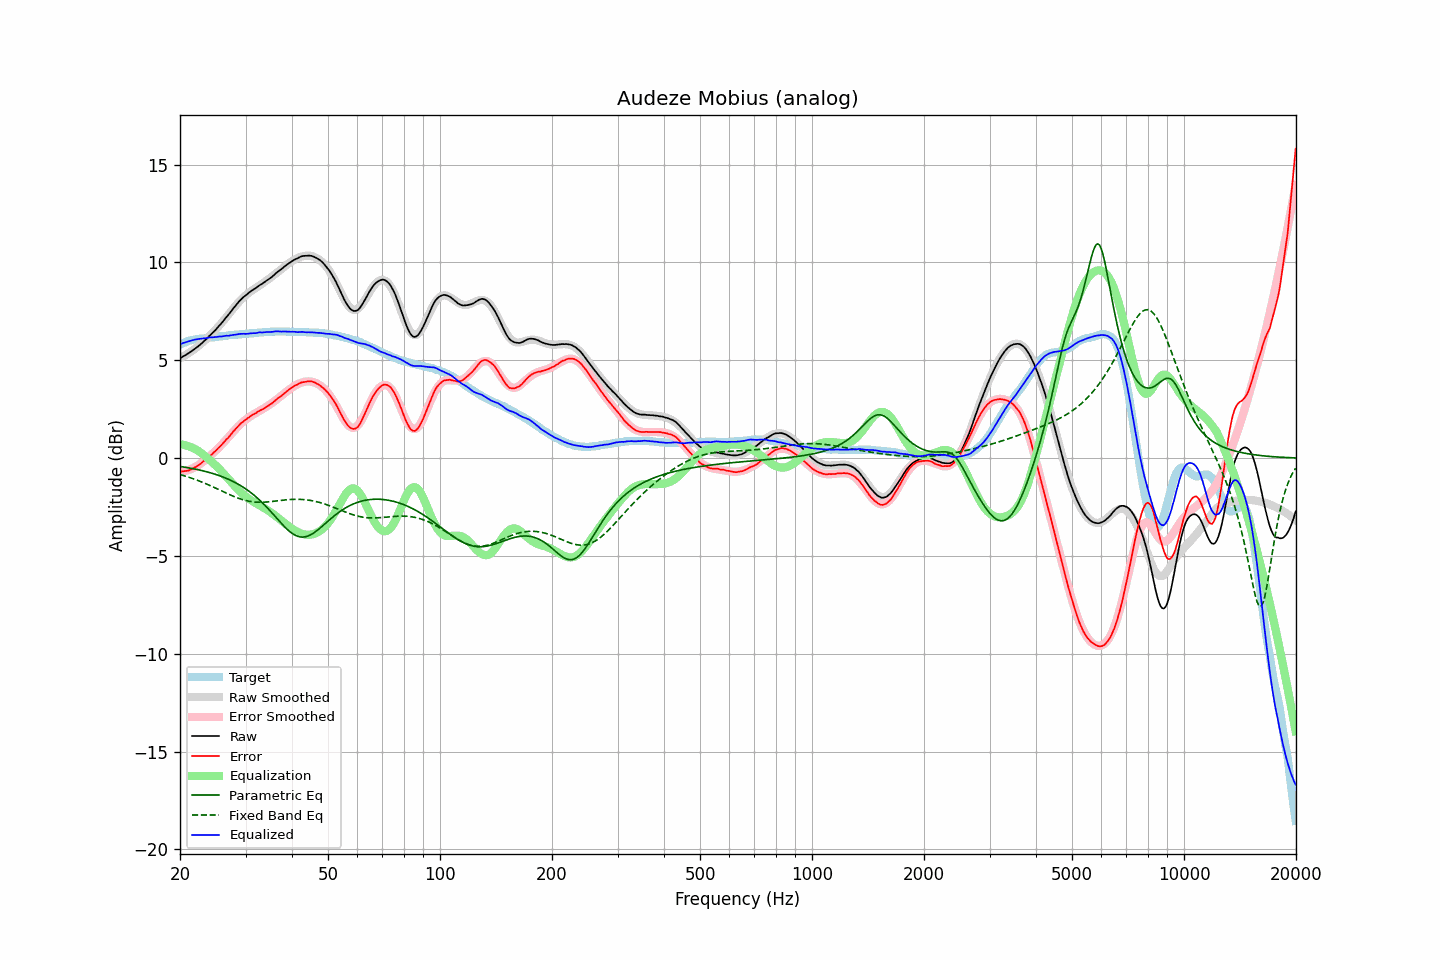 Audeze Mobius (analog)
Amplitude (dBr)
15
10
5
0
−5
−10
−15
−20
Target
Raw Smoothed
Error Smoothed
Raw
Error
Equalization
Parametric Eq
Fixed Band Eq
Equalized
20 50 100 200 500 1000 2000 5000 10000 20000
Frequency (Hz)